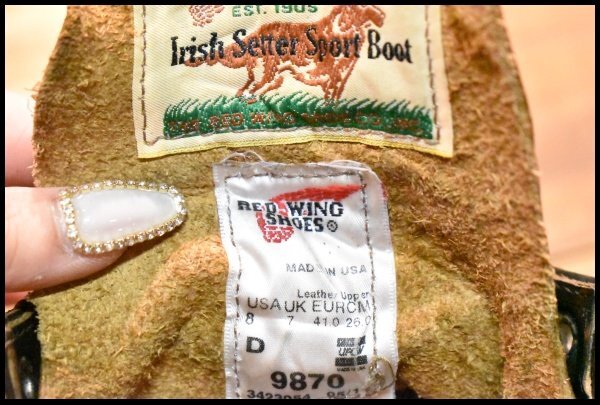 EST. 1905
Irish Setter Sport Boot
RED WING
SHOES®
MADE IN USA
Leather Upper
USA UK EUR CM
8 7 41.0 26.0
D
9870